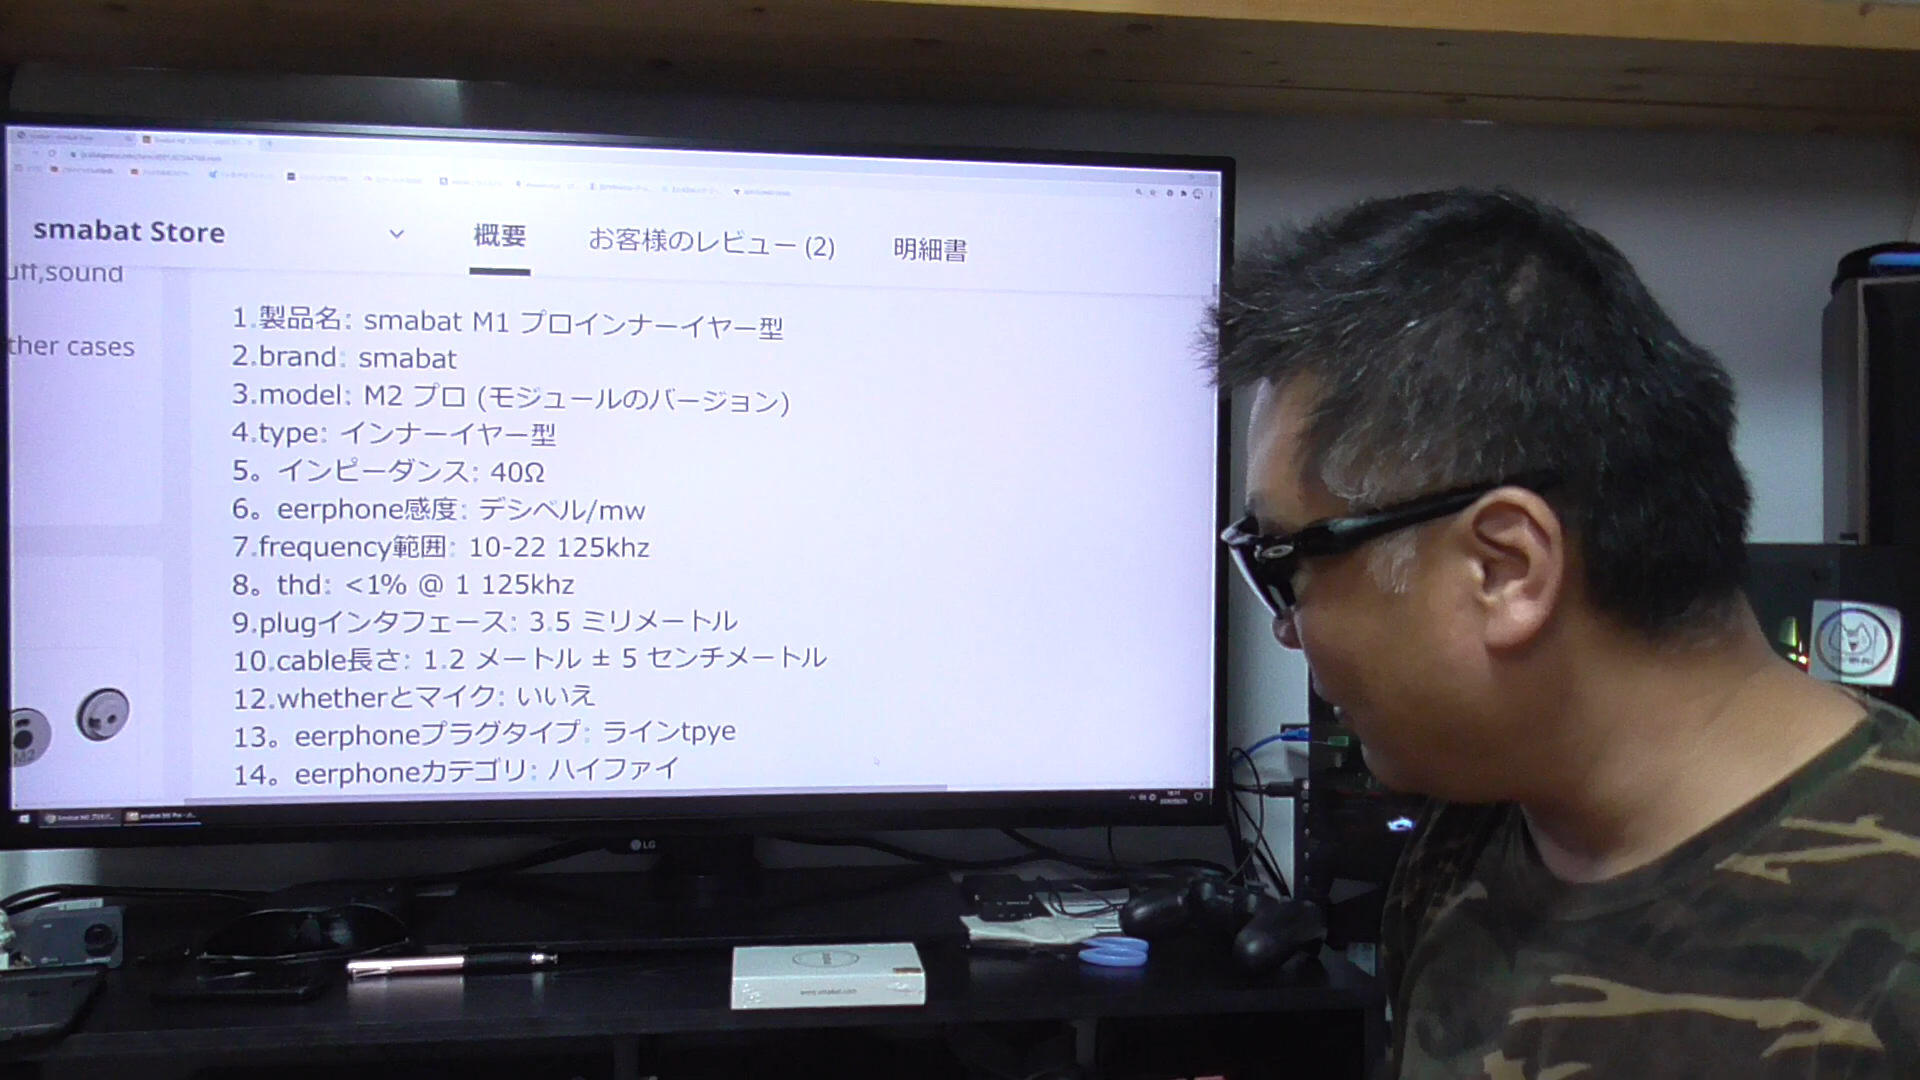 smabat Store
概要
お客様のレビュー (2)
明細書
uff,sound
ther cases
1.製品名: smabat M1 プロインナーイヤー型
2.brand: smabat
3.model: M2 プロ (モジュールのバージョン)
4.type: インナーイヤー型
5。インピーダンス: 40Ω
6。eerphone感度: デシベル/mw
7.frequency範囲: 10-22 125khz
8。thd: <1% @ 1 125khz
9.plugインタフェース: 3.5 ミリメートル
10.cable長さ: 1.2 メートル ± 5 センチメートル
12.whetherとマイク: いいえ
13。eerphoneプラグタイプ: ラインtpye
14。eerphoneカテゴリ: ハイファイ
M2
LG